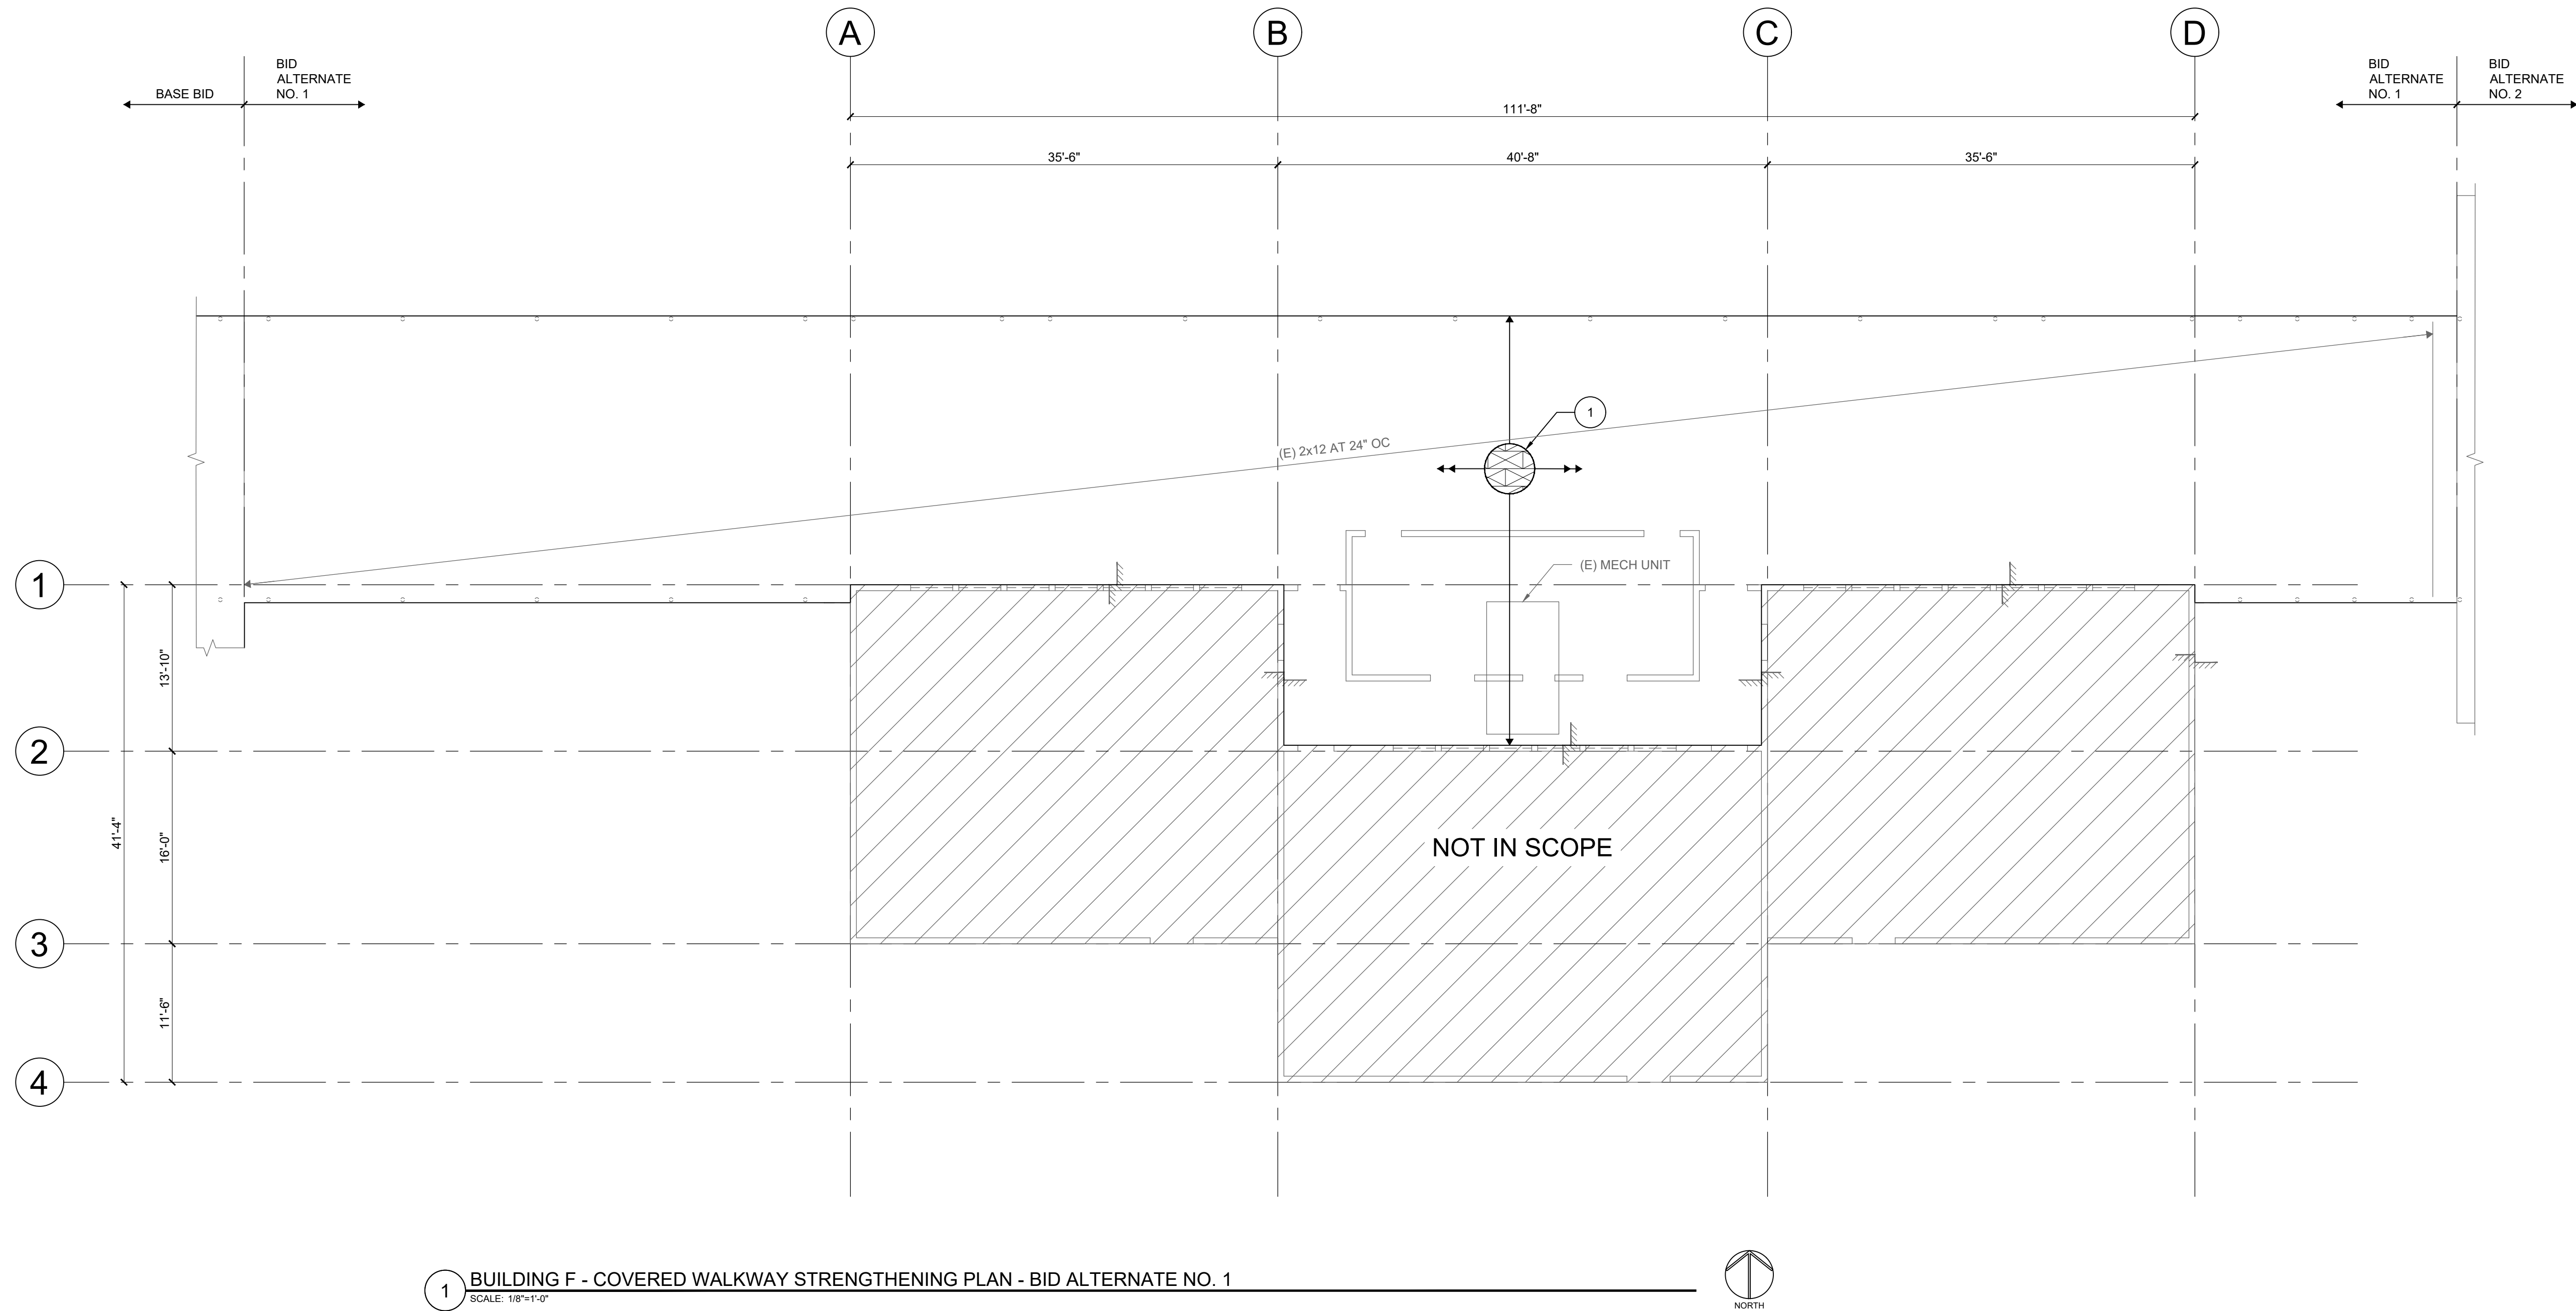 A
B
C
D
BID
ALTERNATE
NO. 1
BASE BID
BID
ALTERNATE
NO. 1
BID
ALTERNATE
NO. 2
111'-8"
35'-6"
40'-8"
35'-6"
1
(E) 2x12 AT 24" OC
(E) MECH UNIT
1
13'-10"
2
41'-4"
16'-0"
NOT IN SCOPE
3
11'-6"
4
1
BUILDING F - COVERED WALKWAY STRENGTHENING PLAN - BID ALTERNATE NO. 1
SCALE: 1/8"=1'-0"
NORTH